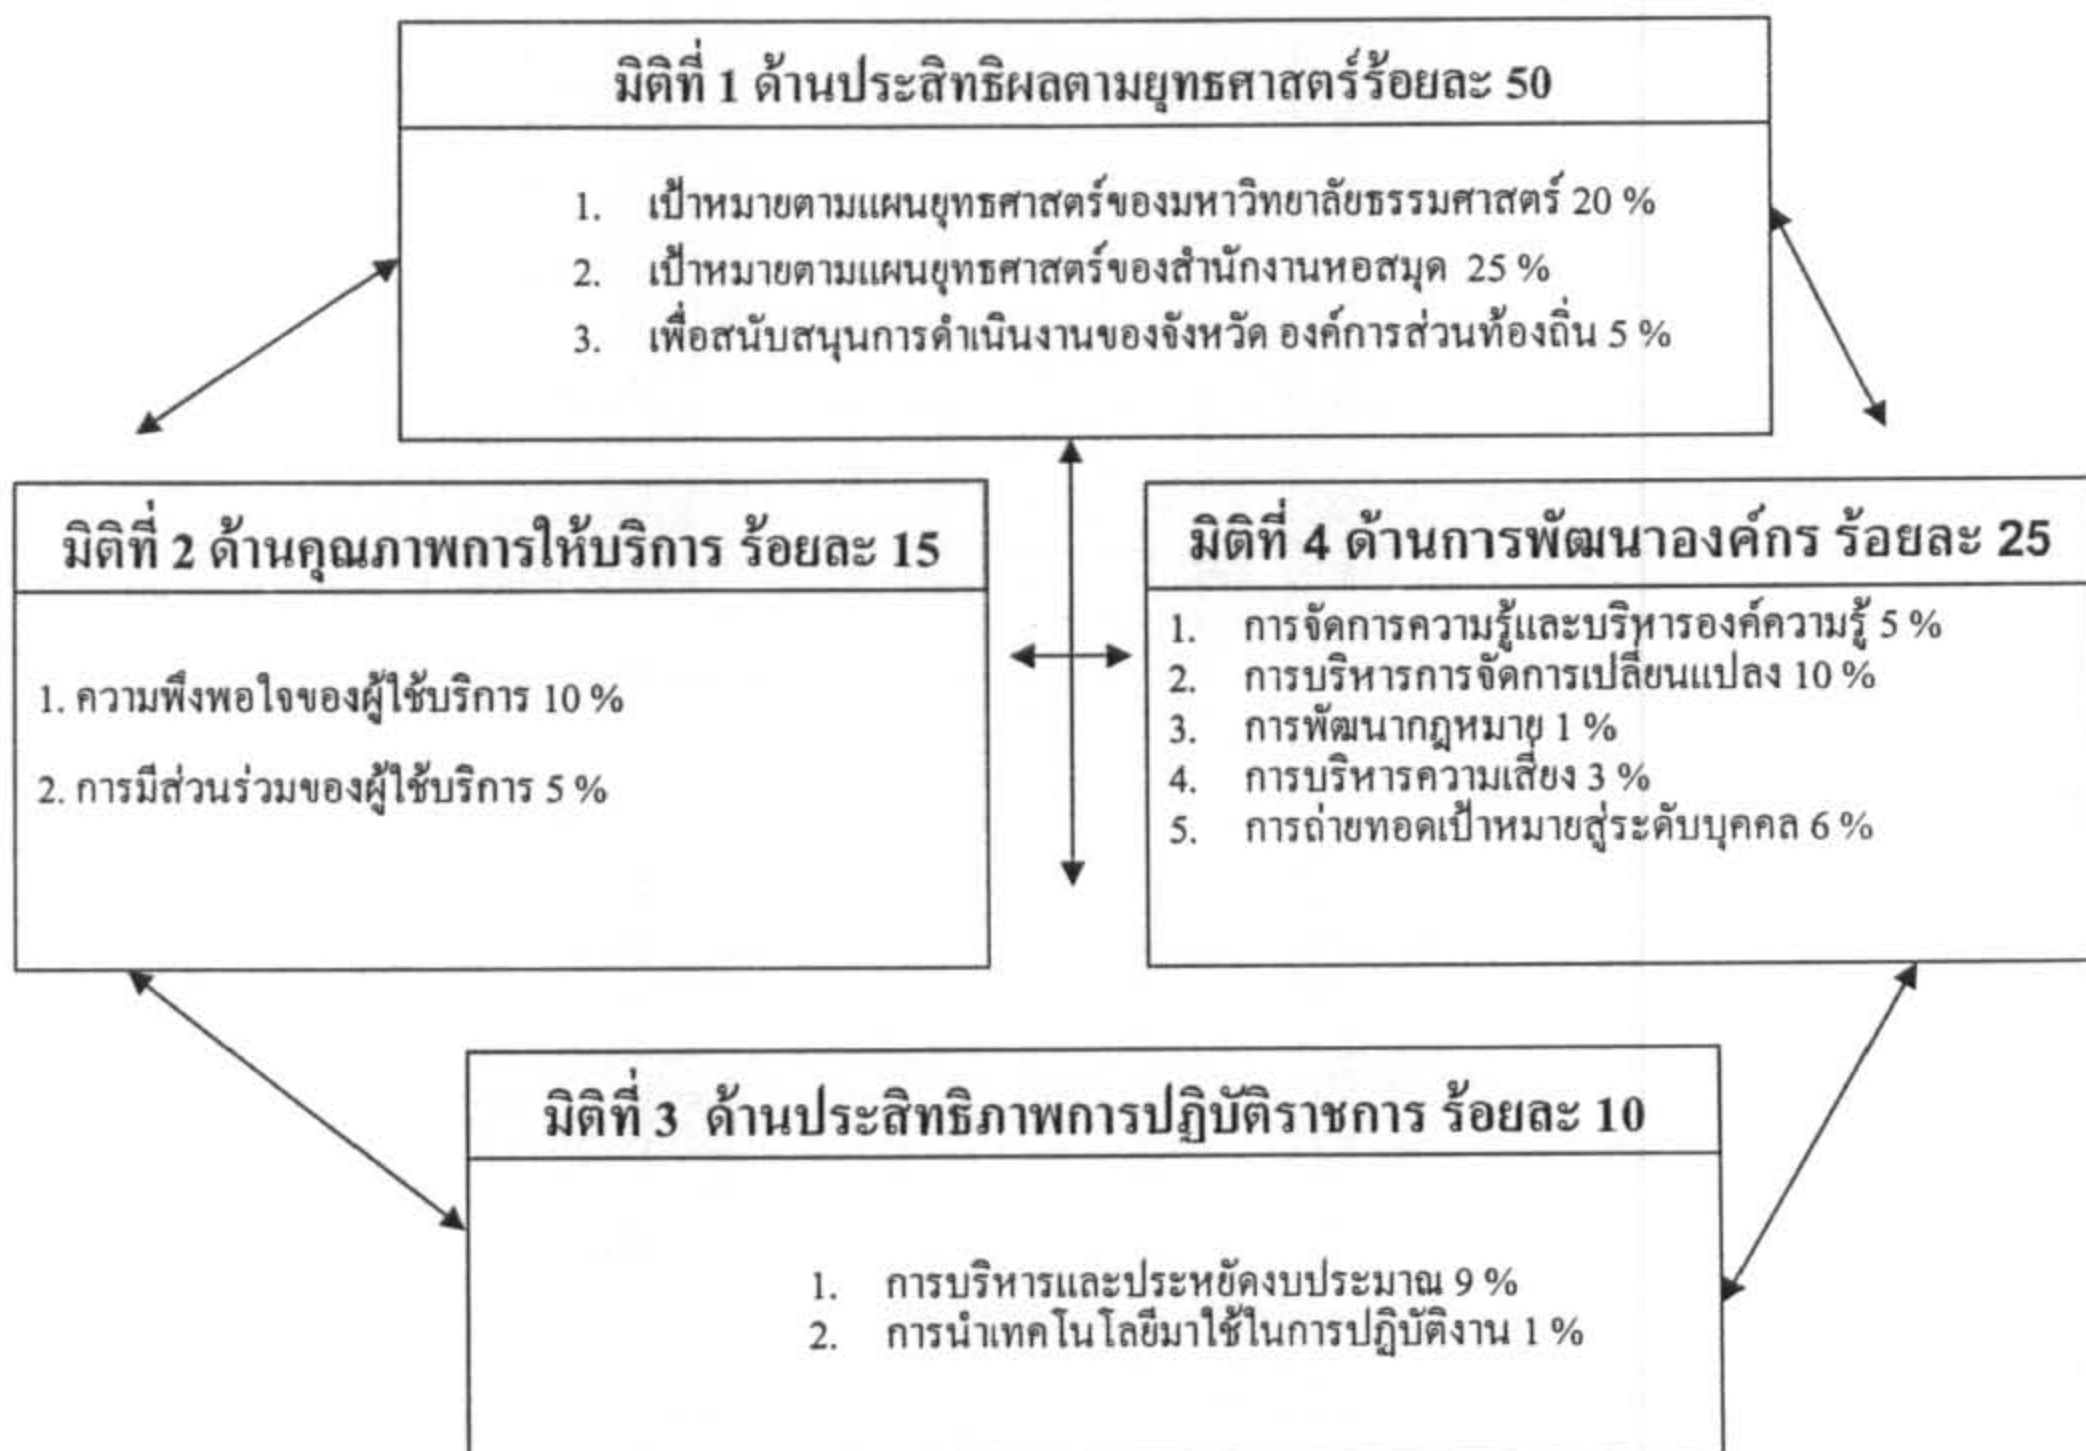 มิติที่ 1 ด้านประสิทธิผลตามยุทธศาสตร์ร้อยละ 50
1. เป้าหมายตามแผนยุทธศาสตร์ของมหาวิทยาลัยธรรมศาสตร์ 20 %
2. เป้าหมายตามแผนยุทธศาสตร์ของสำนักงานหอสมุด 25 %
3. เพื่อสนับสนุนการดำเนินงานของจังหวัด องค์การส่วนท้องถิ่น 5 %
มิติที่ 2 ด้านคุณภาพการให้บริการ ร้อยละ 15
1. ความพึงพอใจของผู้ใช้บริการ 10 %
2. การมีส่วนร่วมของผู้ใช้บริการ 5 %
มิติที่ 4 ด้านการพัฒนาองค์กร ร้อยละ 25
1. การจัดการความรู้และบริหารองค์ความรู้ 5 %
2. การบริหารการจัดการเปลี่ยนแปลง 10 %
3. การพัฒนากฎหมาย 1 %
4. การบริหารความเสี่ยง 3 %
5. การถ่ายทอดเป้าหมายสู่ระดับบุคคล 6 %
มิติที่ 3 ด้านประสิทธิภาพการปฏิบัติราชการ ร้อยละ 10
1. การบริหารและประหยัดงบประมาณ 9 %
2. การนำเทคโนโลยีมาใช้ในการปฏิบัติงาน 1 %